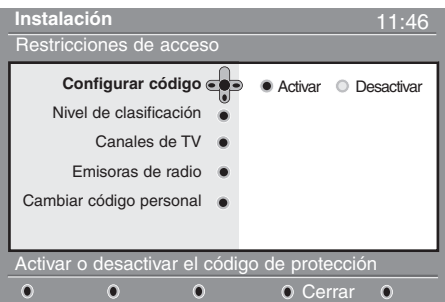 Instalación 11:46
Restricciones de acceso
Configurar código Activar Desactivar
Nivel de clasificación
Canales de TV
Emisoras de radio
Cambiar código personal
Activar o desactivar el código de protección
Cerrar